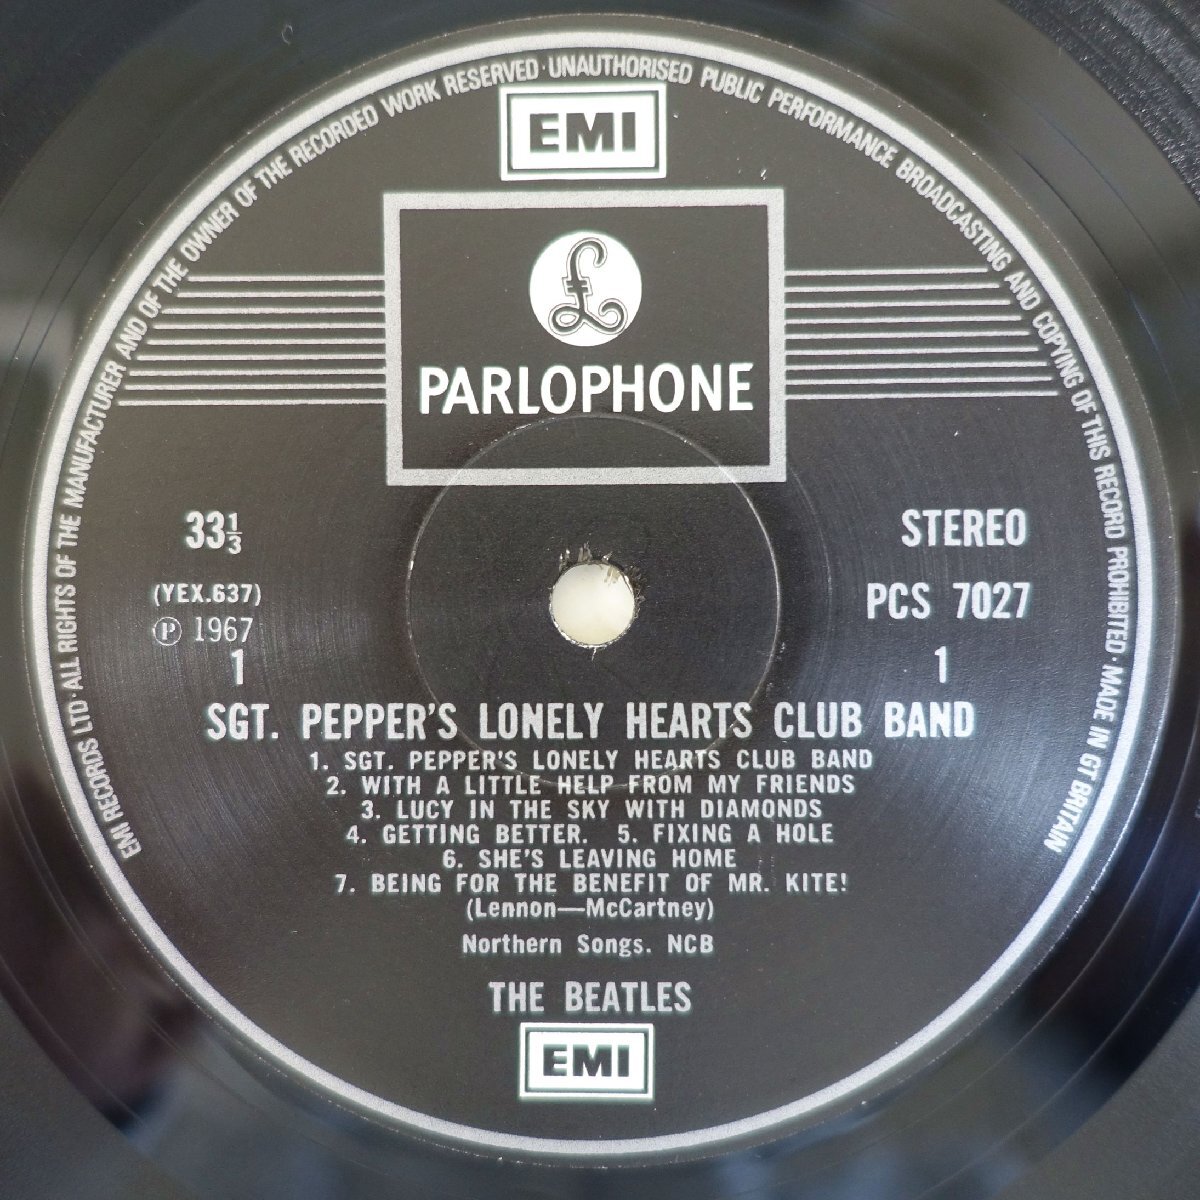 EMI RECORDS LTD·ALL RIGHTS OF THE MANUFACTURER AND OF THE OWNER OF THE RECORDED WORK RESERVED·UNAUTHORISED PUBLIC PERFORMANCE BROADCASTING AND COPYING OF THIS RECORD PROHIBITED·MADE IN GT BRITAIN
EMI
£
PARLOPHONE
33⅓ STEREO
(YEX.637) PCS 7027
Ⓟ 1967
1 1
SGT. PEPPER'S LONELY HEARTS CLUB BAND
1. SGT. PEPPER'S LONELY HEARTS CLUB BAND
2. WITH A LITTLE HELP FROM MY FRIENDS
3. LUCY IN THE SKY WITH DIAMONDS
4. GETTING BETTER. 5. FIXING A HOLE
6. SHE'S LEAVING HOME
7. BEING FOR THE BENEFIT OF MR. KITE!
(Lennon—McCartney)
Northern Songs. NCB
THE BEATLES
EMI